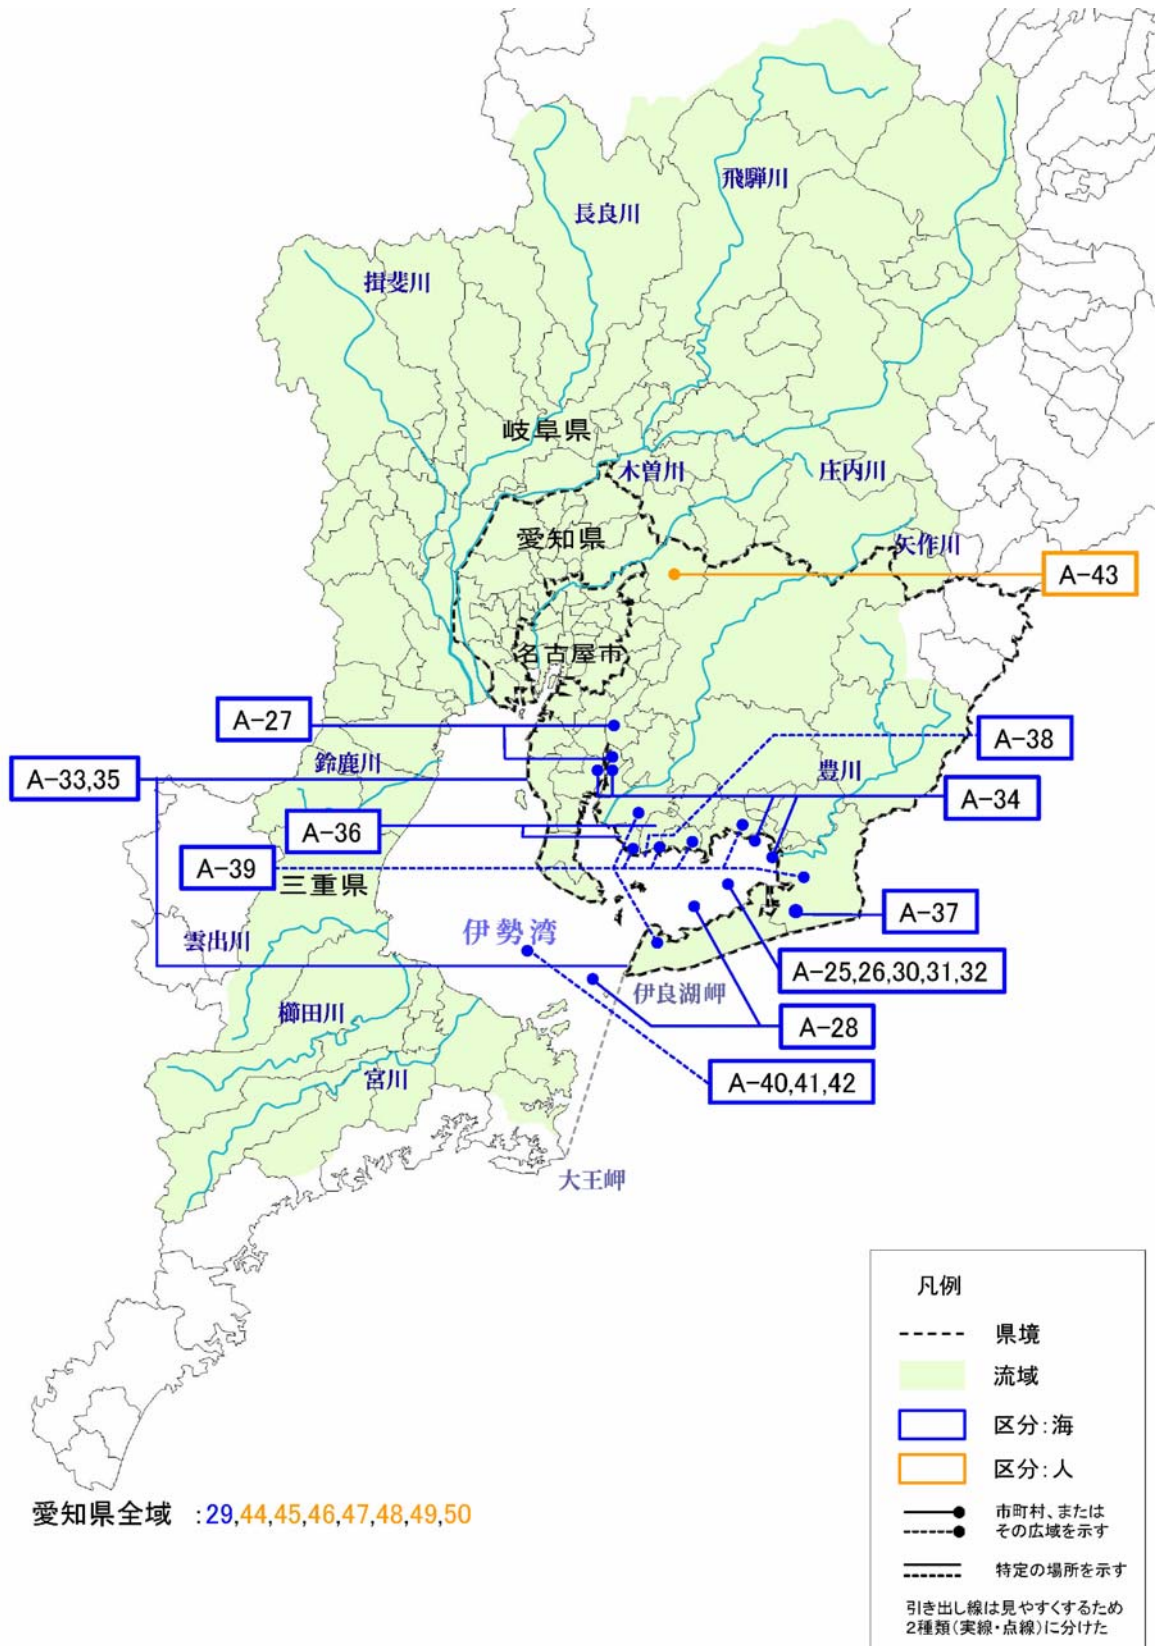 飛騨川
長良川
揖斐川
岐阜県
木曽川
庄内川
愛知県
矢作川
A-43
名古屋市
A-27
A-38
鈴鹿川
豊川
A-33,35
A-34
A-36
A-39
三重県
A-37
雲出川
伊勢湾
A-25,26,30,31,32
伊良湖岬
櫛田川
A-28
宮川
A-40,41,42
大王岬
凡例
県境
流域
区分:海
区分:人
市町村、または
その広域を示す
特定の場所を示す
引き出し線は見やすくするため
2種類(実線・点線)に分けた
愛知県全域 :29,44,45,46,47,48,49,50